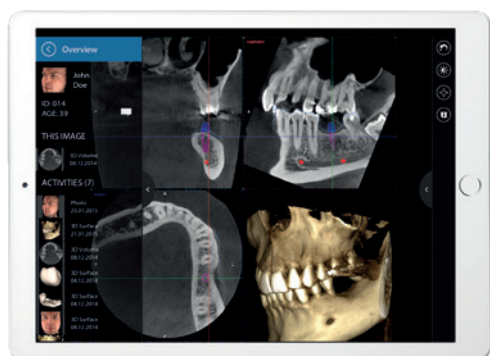 Overview
John
Doe
ID: 014
AGE: 39
THIS IMAGE
3D Volume
08.12.2014
ACTIVITIES (7)
Photo
23.01.2015
3D Surface
21.01.2015
3D Volume
08.12.2014
3D Surface
08.12.2014
3D Surface
08.12.2014
3D Surface
08.12.2014